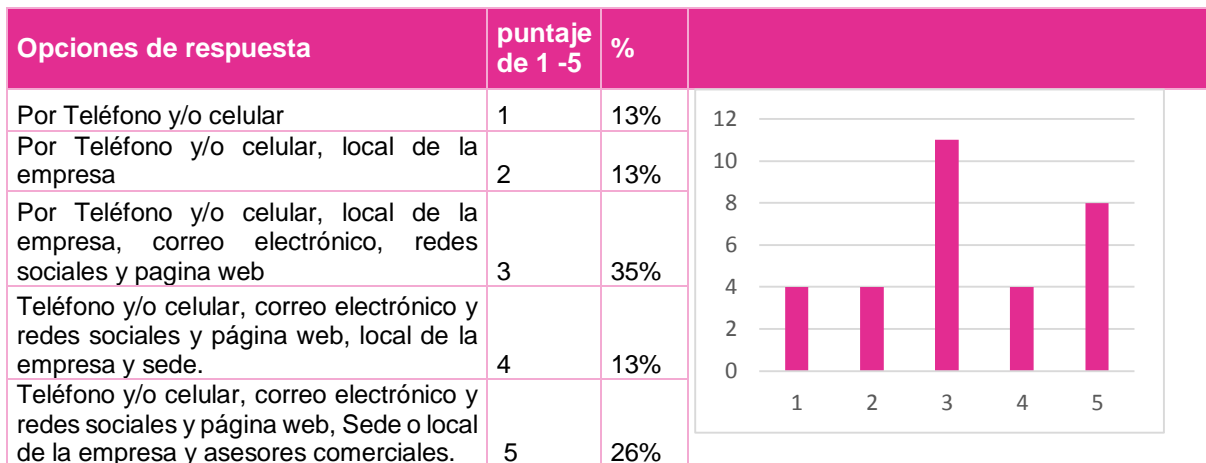 Opciones de respuesta
puntaje
de 1 -5
%
Por Teléfono y/o celular
1
13%
Por Teléfono y/o celular, local de la
empresa
2
13%
Por Teléfono y/o celular, local de la
empresa, correo electrónico, redes
sociales y pagina web
3
35%
Teléfono y/o celular, correo electrónico y
redes sociales y página web, local de la
empresa y sede.
4
13%
Teléfono y/o celular, correo electrónico y
redes sociales y página web, Sede o local
de la empresa y asesores comerciales.
5
26%
12
10
8
6
4
2
0
1 2 3 4 5